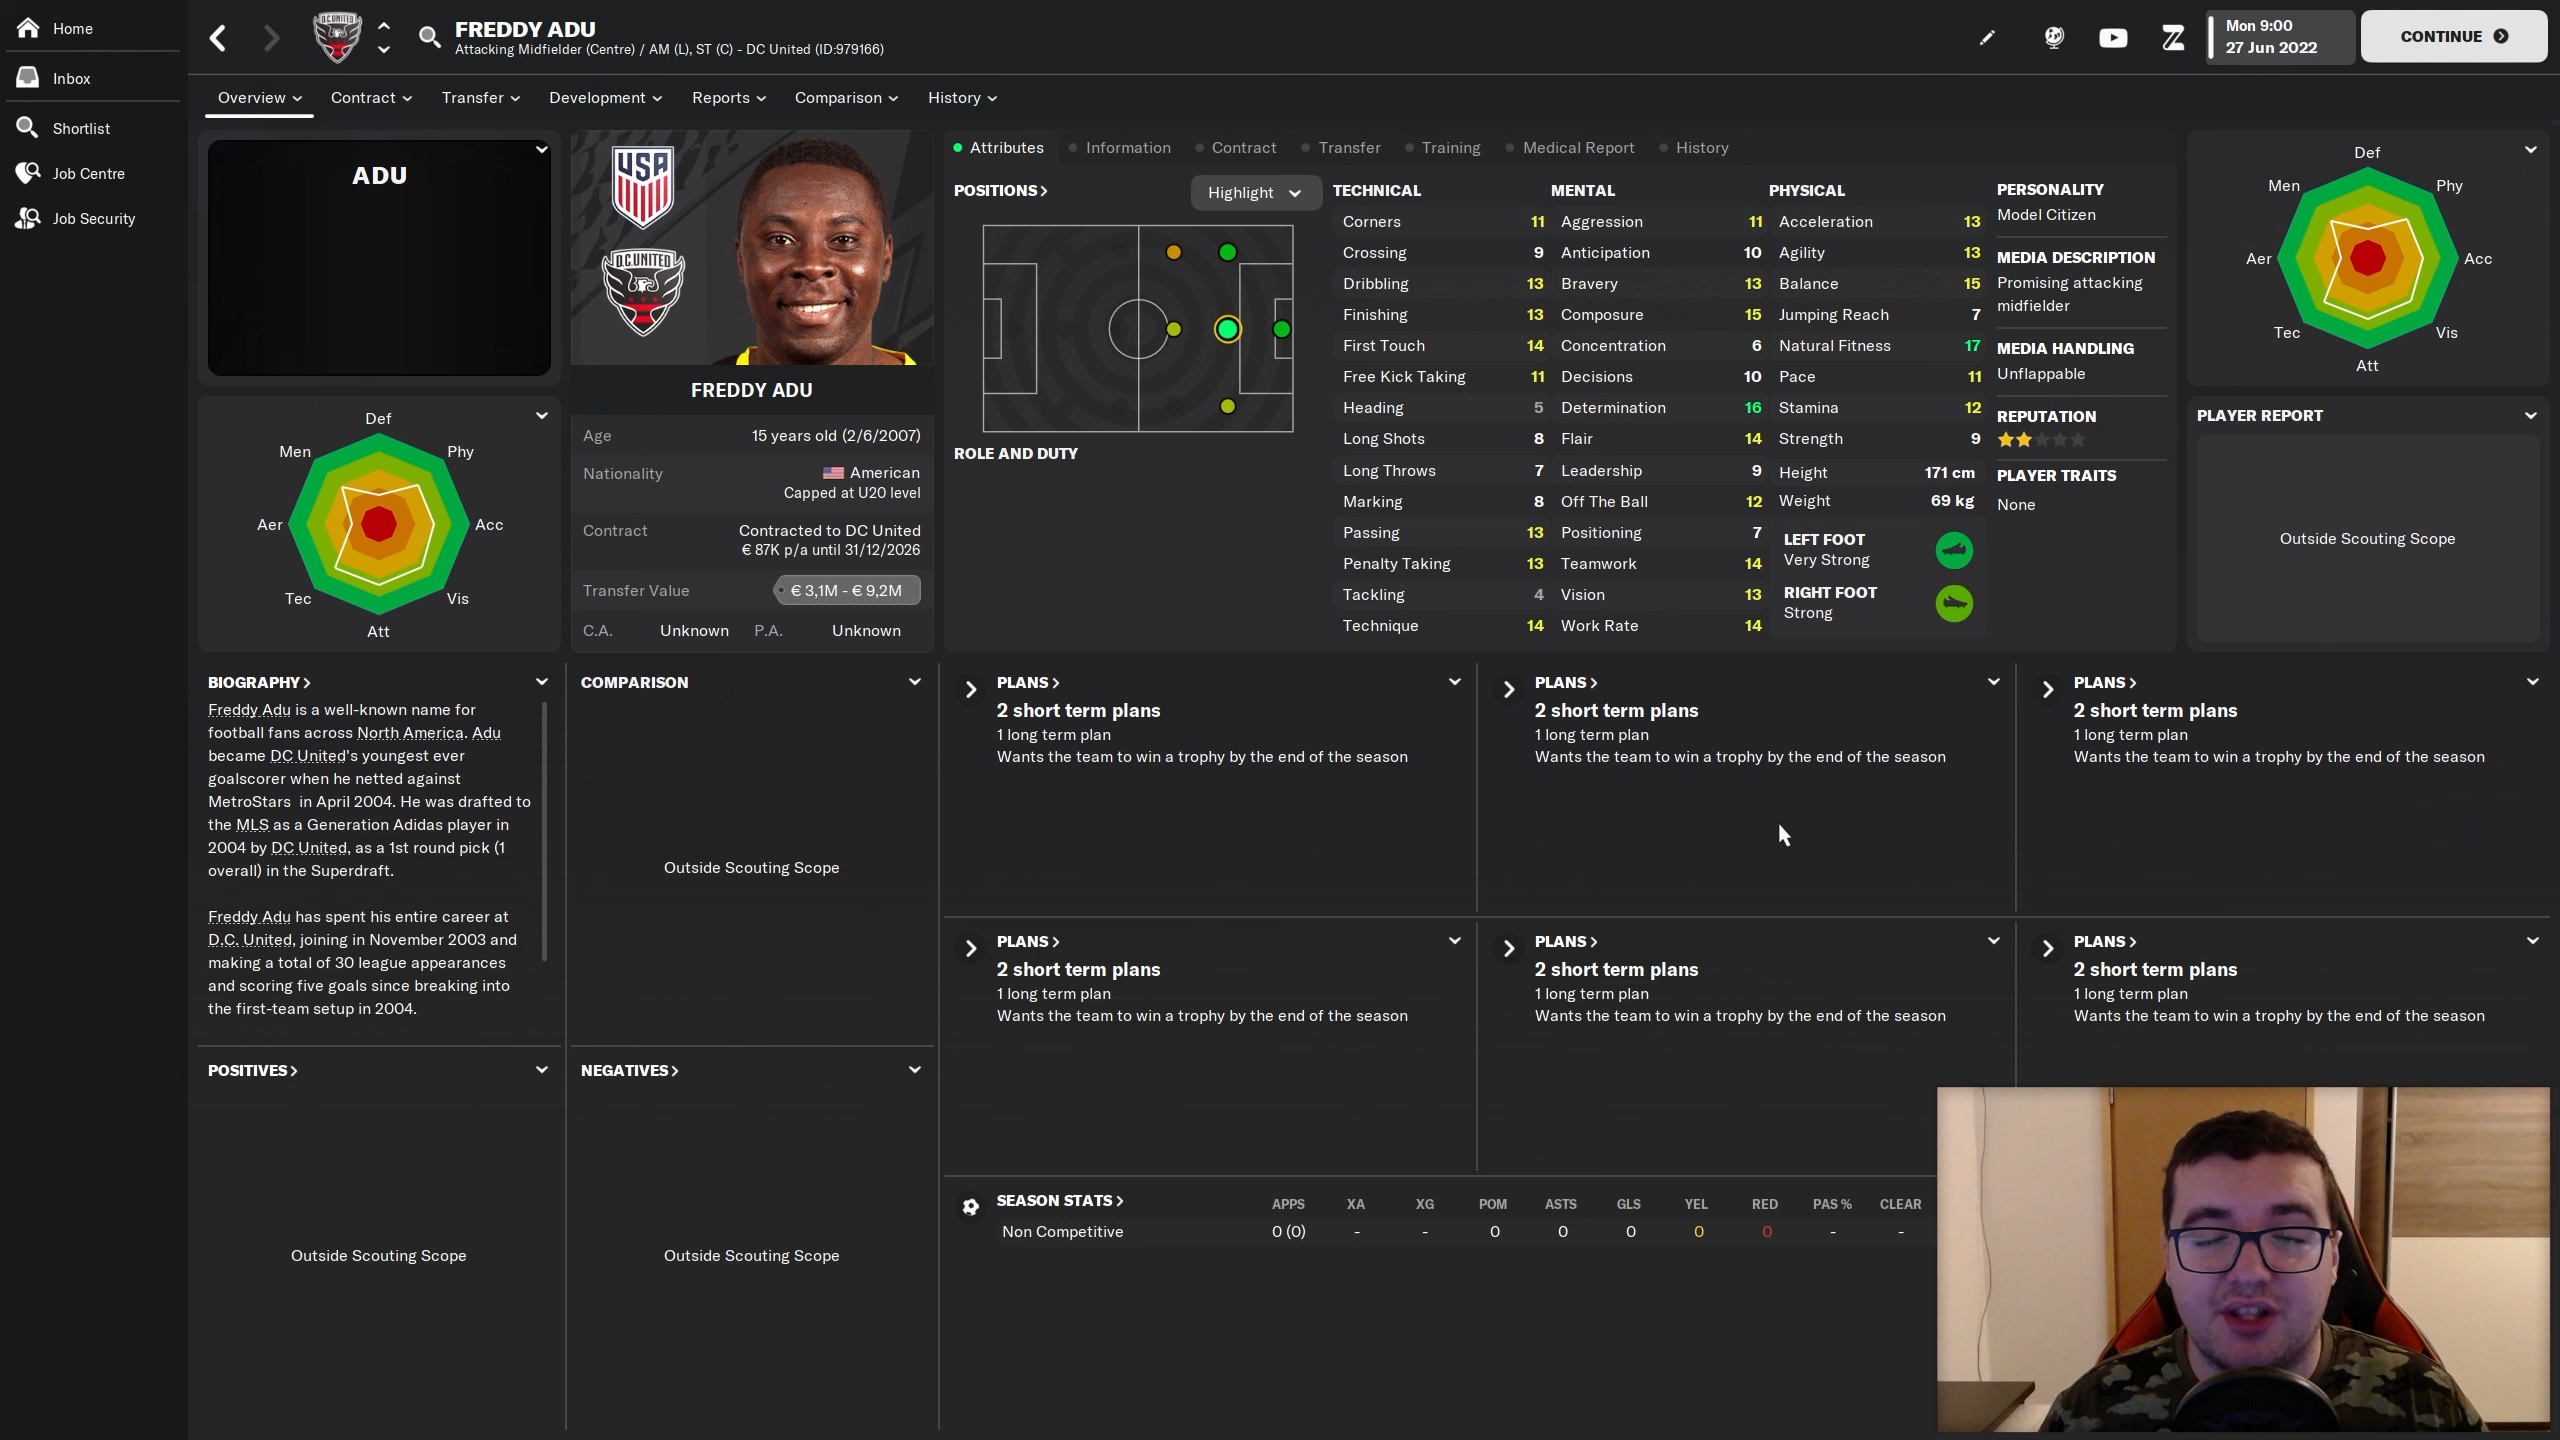 Home
Inbox
Shortlist
Job Centre
Job Security
D.C. UNITED
FREDDY ADU
Attacking Midfielder (Centre) / AM (L), ST (C) - DC United (ID:979166)
Mon 9:00
27 Jun 2022
CONTINUE
Overview
Contract
Transfer
Development
Reports
Comparison
History
ADU
Def
Men
Phy
Aer
Acc
Tec
Vis
Att
USA
D.C. UNITED
FREDDY ADU
Age 15 years old (2/6/2007)
Nationality American
Capped at U20 level
Contract Contracted to DC United
€ 87K p/a until 31/12/2026
Transfer Value € 3,1M - € 9,2M
C.A. Unknown P.A. Unknown
Attributes
Information
Contract
Transfer
Training
Medical Report
History
POSITIONS
Highlight
ROLE AND DUTY
TECHNICAL
Corners 11
Crossing 9
Dribbling 13
Finishing 13
First Touch 14
Free Kick Taking 11
Heading 5
Long Shots 8
Long Throws 7
Marking 8
Passing 13
Penalty Taking 13
Tackling 4
Technique 14
MENTAL
Aggression 11
Anticipation 10
Bravery 13
Composure 15
Concentration 6
Decisions 10
Determination 16
Flair 14
Leadership 9
Off The Ball 12
Positioning 7
Teamwork 14
Vision 13
Work Rate 14
PHYSICAL
Acceleration 13
Agility 13
Balance 15
Jumping Reach 7
Natural Fitness 17
Pace 11
Stamina 12
Strength 9
Height 171 cm
Weight 69 kg
LEFT FOOT
Very Strong
RIGHT FOOT
Strong
PERSONALITY
Model Citizen
MEDIA DESCRIPTION
Promising attacking
midfielder
MEDIA HANDLING
Unflappable
REPUTATION
PLAYER TRAITS
None
Def
Men
Phy
Aer
Acc
Tec
Vis
Att
PLAYER REPORT
Outside Scouting Scope
BIOGRAPHY
Freddy Adu is a well-known name for
football fans across North America. Adu
became DC United's youngest ever
goalscorer when he netted against
MetroStars in April 2004. He was drafted to
the MLS as a Generation Adidas player in
2004 by DC United, as a 1st round pick (1
overall) in the Superdraft.
Freddy Adu has spent his entire career at
D.C. United, joining in November 2003 and
making a total of 30 league appearances
and scoring five goals since breaking into
the first-team setup in 2004.
COMPARISON
Outside Scouting Scope
PLANS
2 short term plans
1 long term plan
Wants the team to win a trophy by the end of the season
PLANS
2 short term plans
1 long term plan
Wants the team to win a trophy by the end of the season
PLANS
2 short term plans
1 long term plan
Wants the team to win a trophy by the end of the season
PLANS
2 short term plans
1 long term plan
Wants the team to win a trophy by the end of the season
PLANS
2 short term plans
1 long term plan
Wants the team to win a trophy by the end of the season
PLANS
2 short term plans
1 long term plan
Wants the team to win a trophy by the end of the season
POSITIVES
Outside Scouting Scope
NEGATIVES
Outside Scouting Scope
SEASON STATS APPS XA XG POM ASTS GLS YEL RED PAS % CLEAR
Non Competitive 0 (0) - - 0 0 0 0 0 - -